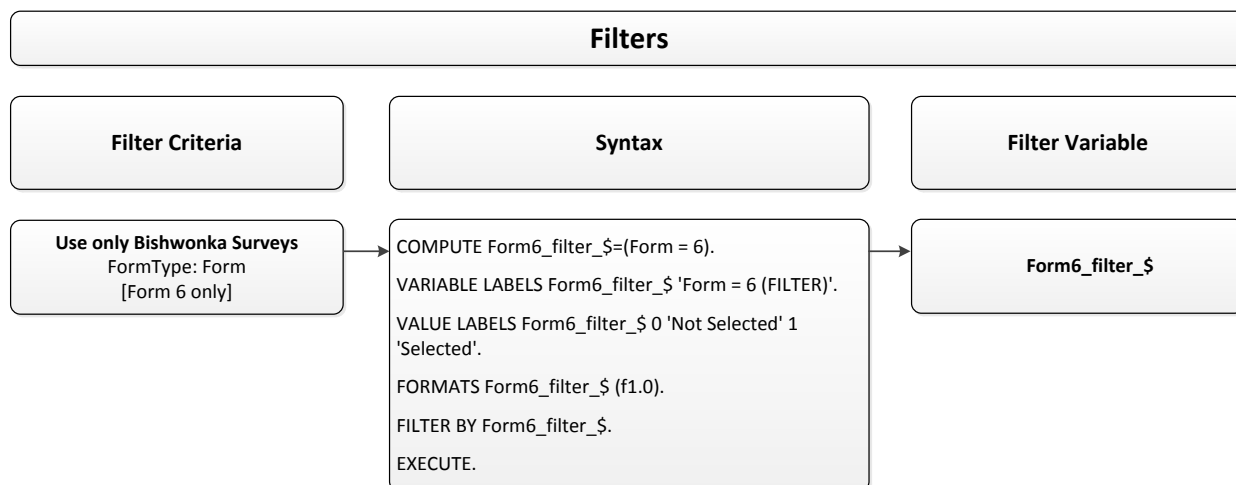 Filters
Filter Criteria
Syntax
Filter Variable
Use only Bishwonka Surveys
FormType: Form
[Form 6 only]
COMPUTE Form6_filter_$=(Form = 6).
VARIABLE LABELS Form6_filter_$ 'Form = 6 (FILTER)'.
VALUE LABELS Form6_filter_$ 0 'Not Selected' 1
'Selected'.
FORMATS Form6_filter_$ (f1.0).
FILTER BY Form6_filter_$.
EXECUTE.
Form6_filter_$